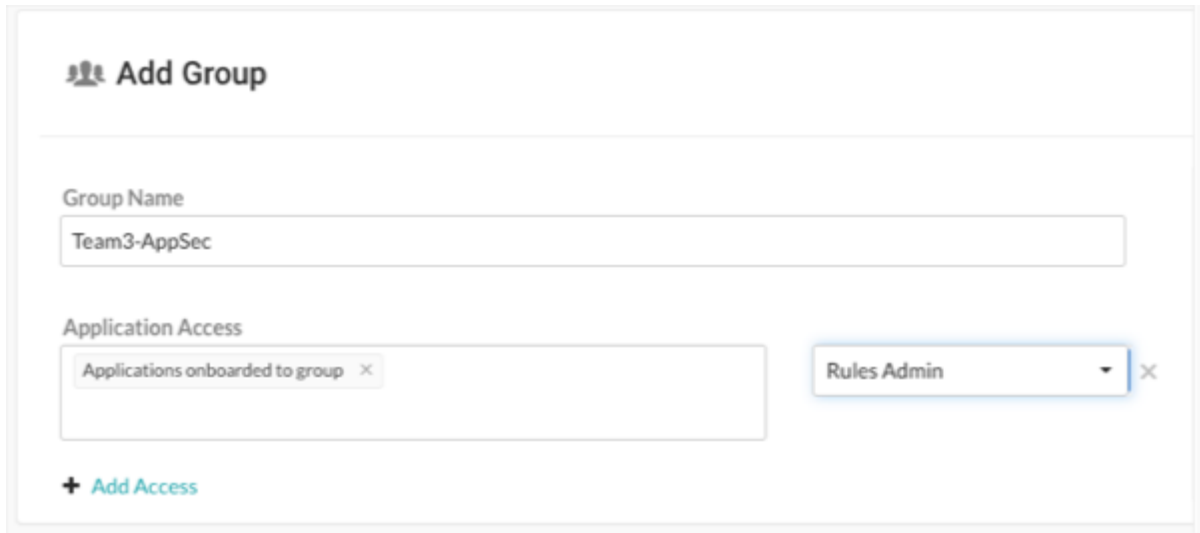 Add Group
Group Name
Team3-AppSec
Application Access
Applications onboarded to group ×
Rules Admin
+ Add Access